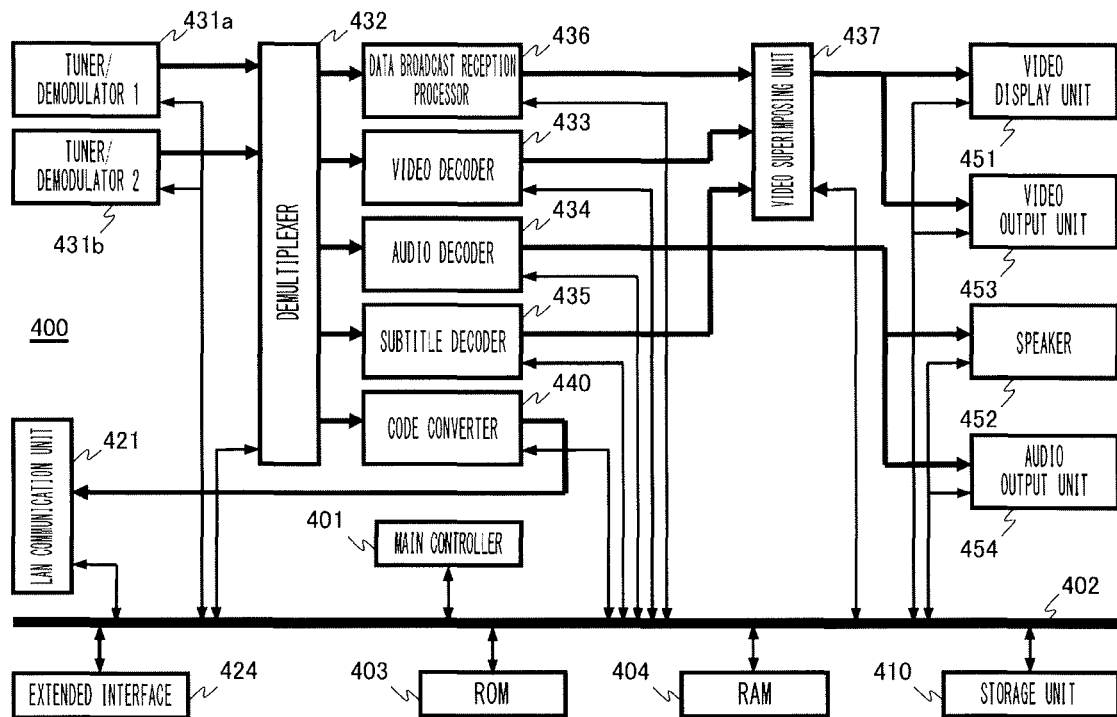 431a
TUNER/
DEMODULATOR 1
TUNER/
DEMODULATOR 2
431b
400
432
DEMULTIPLEXER
436
DATA BROADCAST RECEPTION
PROCESSOR
433
VIDEO DECODER
434
AUDIO DECODER
435
SUBTITLE DECODER
440
CODE CONVERTER
437
VIDEO SUPERIMPOSING UNIT
VIDEO
DISPLAY UNIT
451
VIDEO
OUTPUT UNIT
453
SPEAKER
452
AUDIO
OUTPUT UNIT
454
421
LAN COMMUNICATION UNIT
401
MAIN CONTROLLER
402
EXTENDED INTERFACE
424
403
ROM
404
RAM
410
STORAGE UNIT